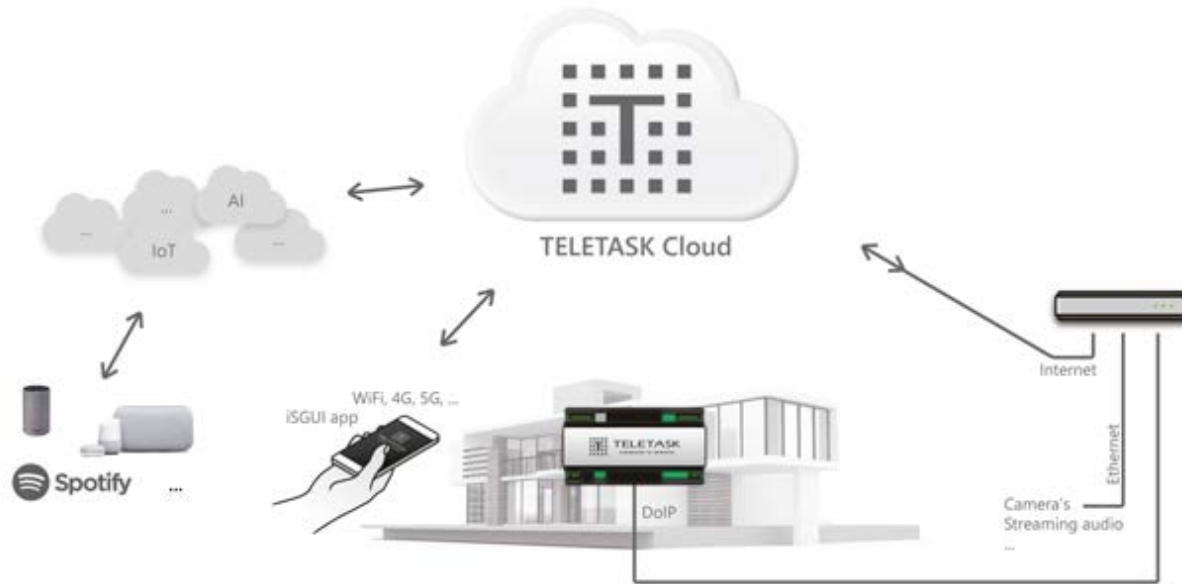 AI
...
...
IoT
...
TELETASK Cloud
Internet
WiFi, 4G, 5G, ...
iSGUI app
TELETASK
Ethernet
Spotify
...
DoIP
Camera's
Streaming audio
...